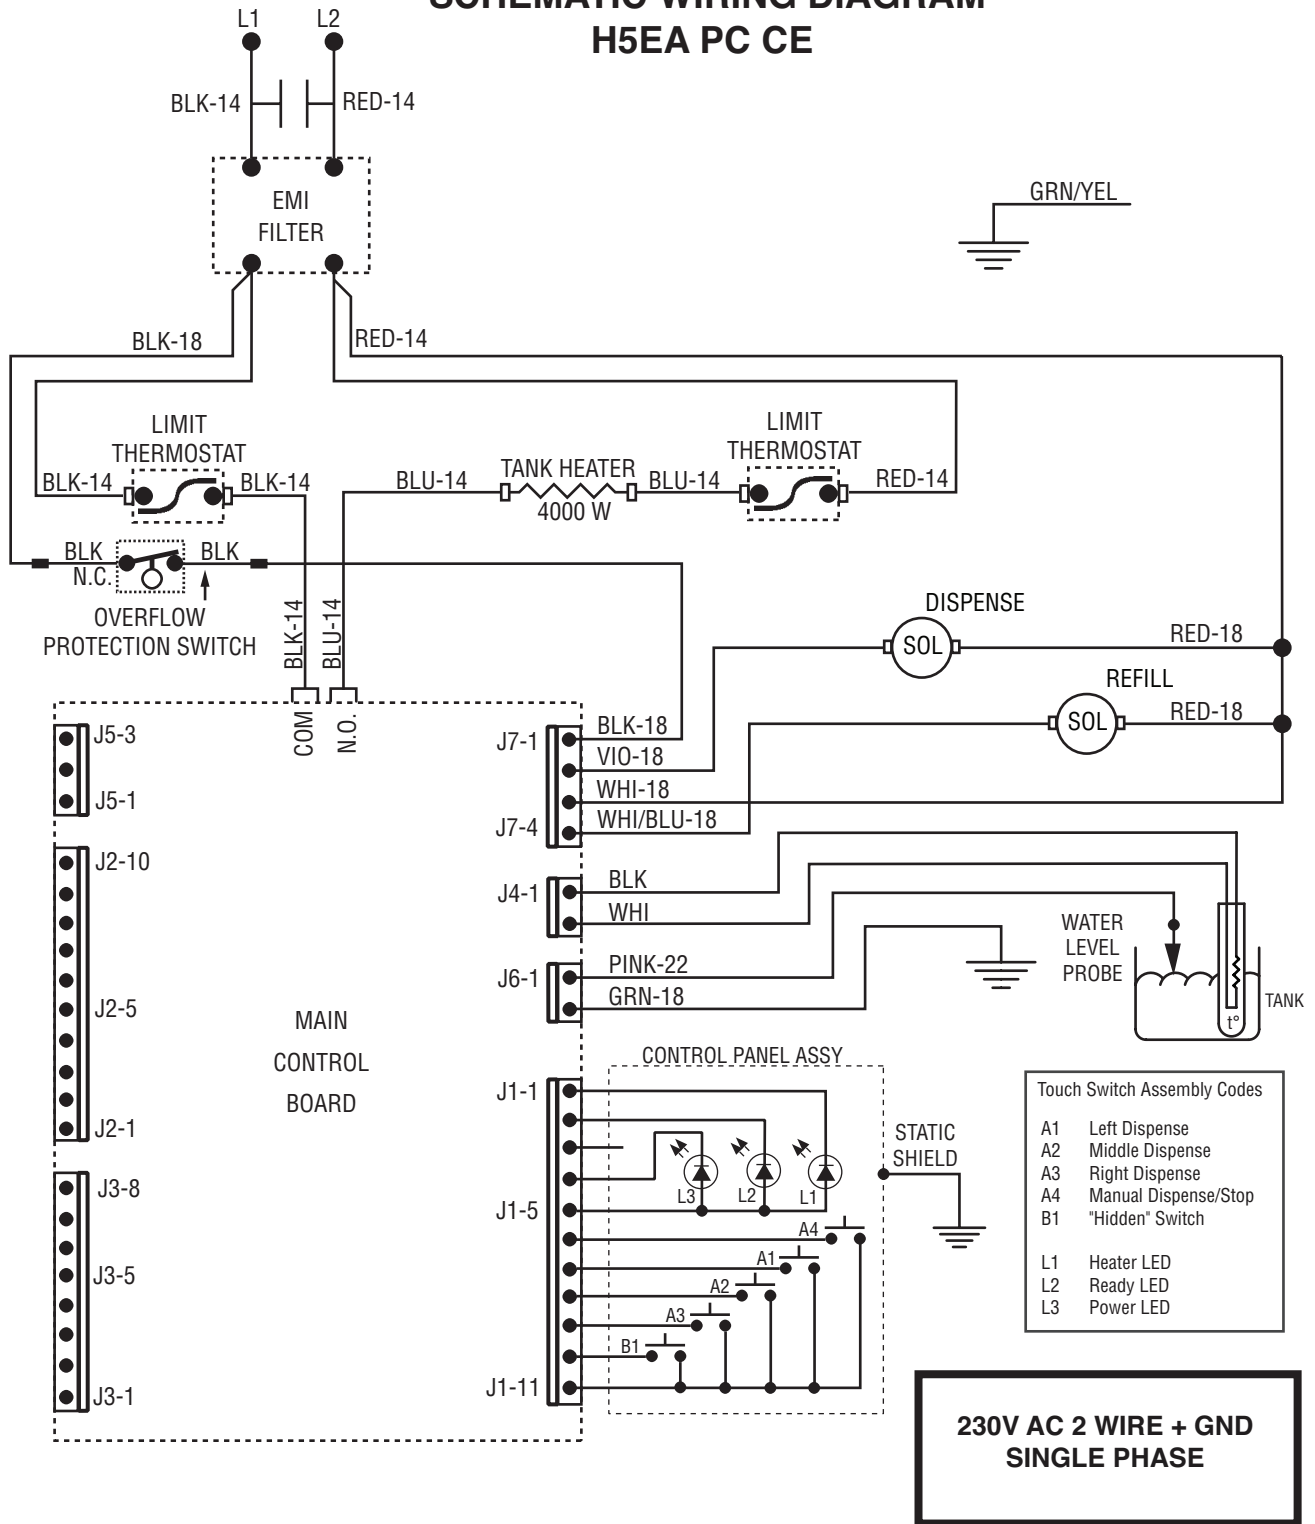 SCHEMATIC WIRING DIAGRAM
H5EA PC CE
L1
L2
BLK-14
RED-14
EMI
FILTER
GRN/YEL
BLK-18
RED-14
LIMIT
THERMOSTAT
BLK-14
BLK-14
BLU-14
TANK HEATER
4000 W
BLU-14
LIMIT
THERMOSTAT
RED-14
BLK
N.C.
BLK
OVERFLOW
PROTECTION SWITCH
BLK-14
BLU-14
COM
N.O.
DISPENSE
SOL
RED-18
REFILL
SOL
RED-18
J5-3
J5-1
J2-10
J2-5
J2-1
J3-8
J3-5
J3-1
MAIN
CONTROL
BOARD
J7-1
BLK-18
VIO-18
WHI-18
J7-4
WHI/BLU-18
J4-1
BLK
WHI
J6-1
PINK-22
GRN-18
WATER
LEVEL
PROBE
t°
TANK
CONTROL PANEL ASSY
J1-1
J1-5
J1-11
L3
L2
L1
A4
A1
A2
A3
B1
STATIC
SHIELD
Touch Switch Assembly Codes
A1 Left Dispense
A2 Middle Dispense
A3 Right Dispense
A4 Manual Dispense/Stop
B1 "Hidden" Switch
L1 Heater LED
L2 Ready LED
L3 Power LED
230V AC 2 WIRE + GND
SINGLE PHASE